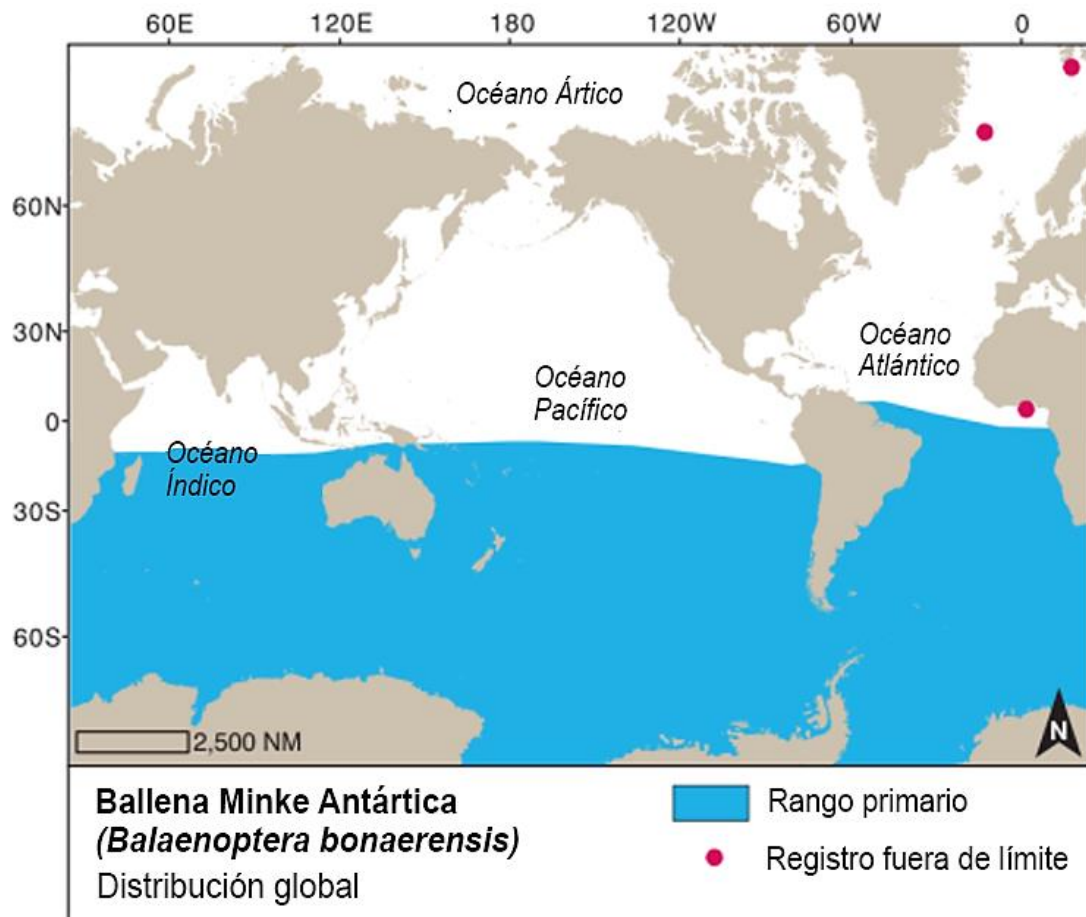 60E 120E 180 120W 60W 0
Océano Ártico
60N
30N
Océano
Atlántico
Océano
Pacífico
0
Océano
Índico
30S
60S
2,500 NM
N
Ballena Minke Antártica
(Balaenoptera bonaerensis)
Distribución global
Rango primario
Registro fuera de límite